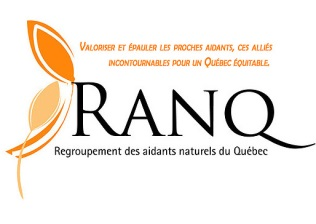 Valoriser et épauler les proches aidants, ces alliés
incontournables pour un Québec équitable.
RANQ
Regroupement des aidants naturels du Québec